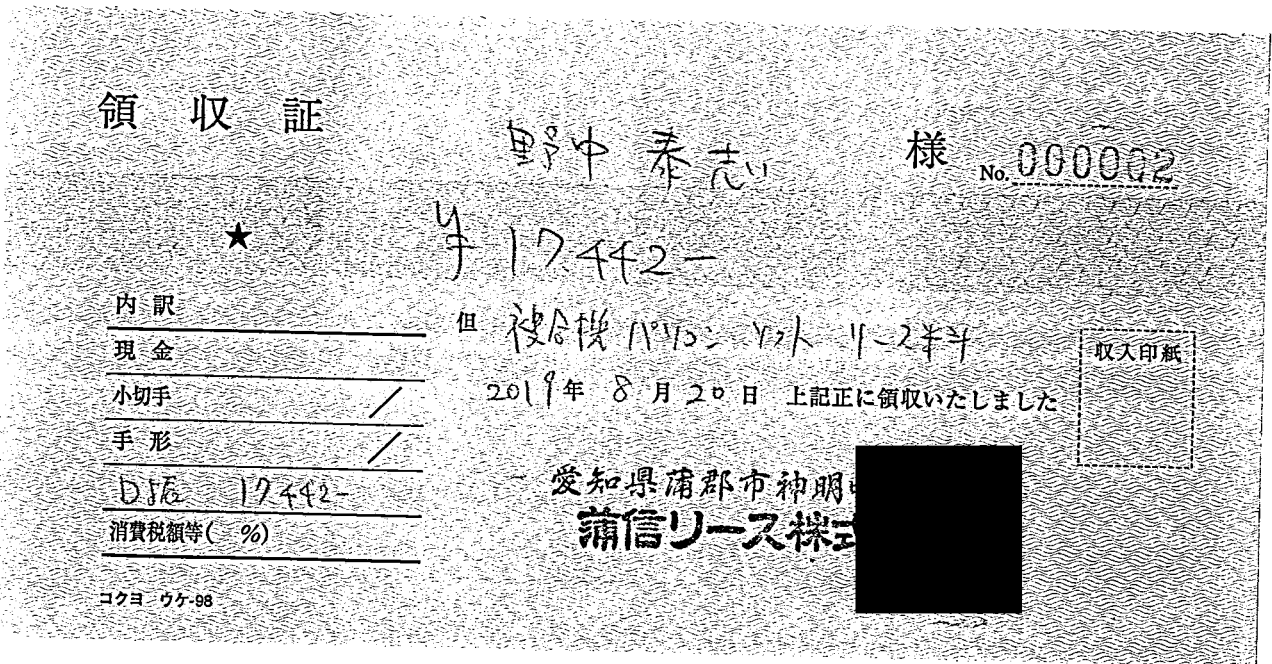 領収証
野中 泰志 様 No.000002
★ ¥17,442-
内訳
但 複合機 パソコン ソフト リース料
現金
収入印紙
小切手 /
2019年 8月 20日 上記正に領収いたしました
手形 /
17,442-
愛知県蒲郡市神明
消費税額等( %)
蒲信リース株式
コクヨ ウケ-98